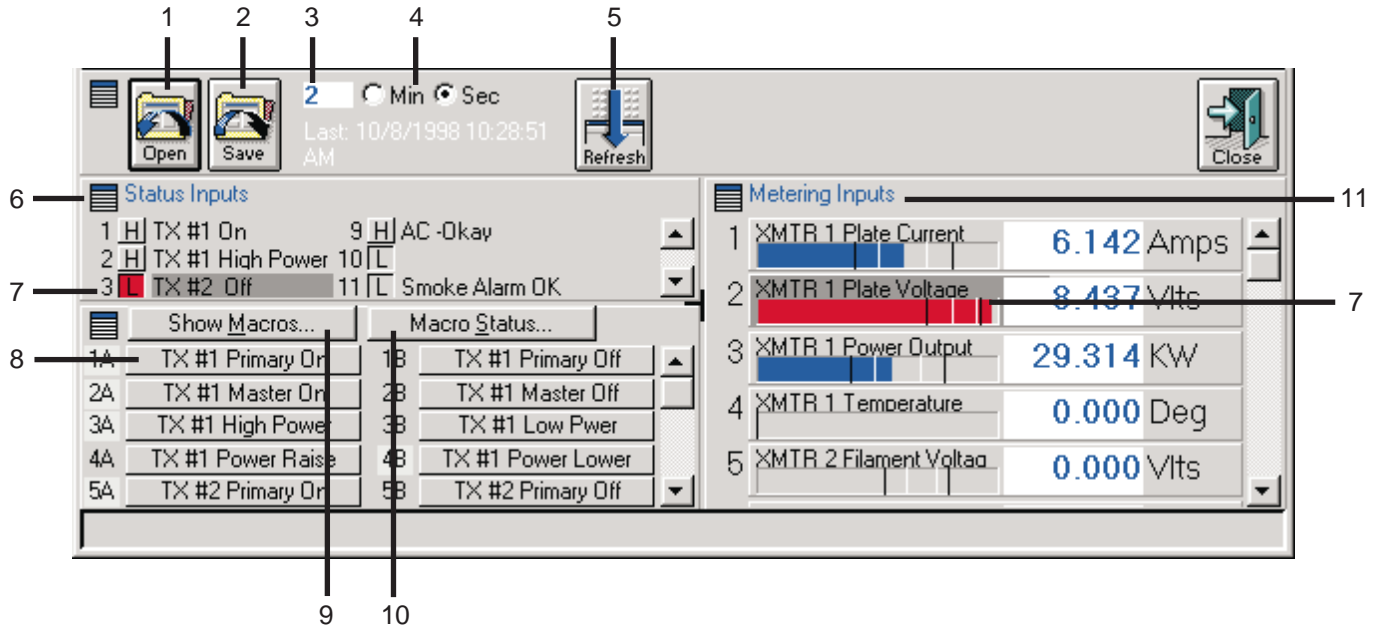 1 2 3 4 5
2 Min Sec
Last: 10/8/1998 10:28:51
AM
Open Save Refresh Close
6 Status Inputs
1 H TX #1 On 9 H AC -Okay
2 H TX #1 High Power 10 L
7 3 L TX #2 Off 11 L Smoke Alarm OK
Show Macros... Macro Status...
8 1A TX #1 Primary On 1B TX #1 Primary Off
2A TX #1 Master On 2B TX #1 Master Off
3A TX #1 High Power 3B TX #1 Low Pwer
4A TX #1 Power Raise 4B TX #1 Power Lower
5A TX #2 Primary On 5B TX #2 Primary Off
Metering Inputs 11
1 XMTR 1 Plate Current 6.142 Amps
2 XMTR 1 Plate Voltage 8.437 Vlts 7
3 XMTR 1 Power Output 29.314 KW
4 XMTR 1 Temperature 0.000 Deg
5 XMTR 2 Filament Voltag 0.000 Vlts
9 10